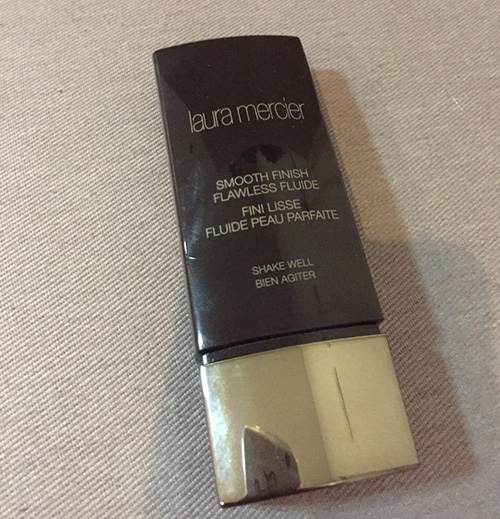 laura mercier
SMOOTH FINISH
FLAWLESS FLUIDE
FINI LISSE
FLUIDE PEAU PARFAITE
SHAKE WELL
BIEN AGITER